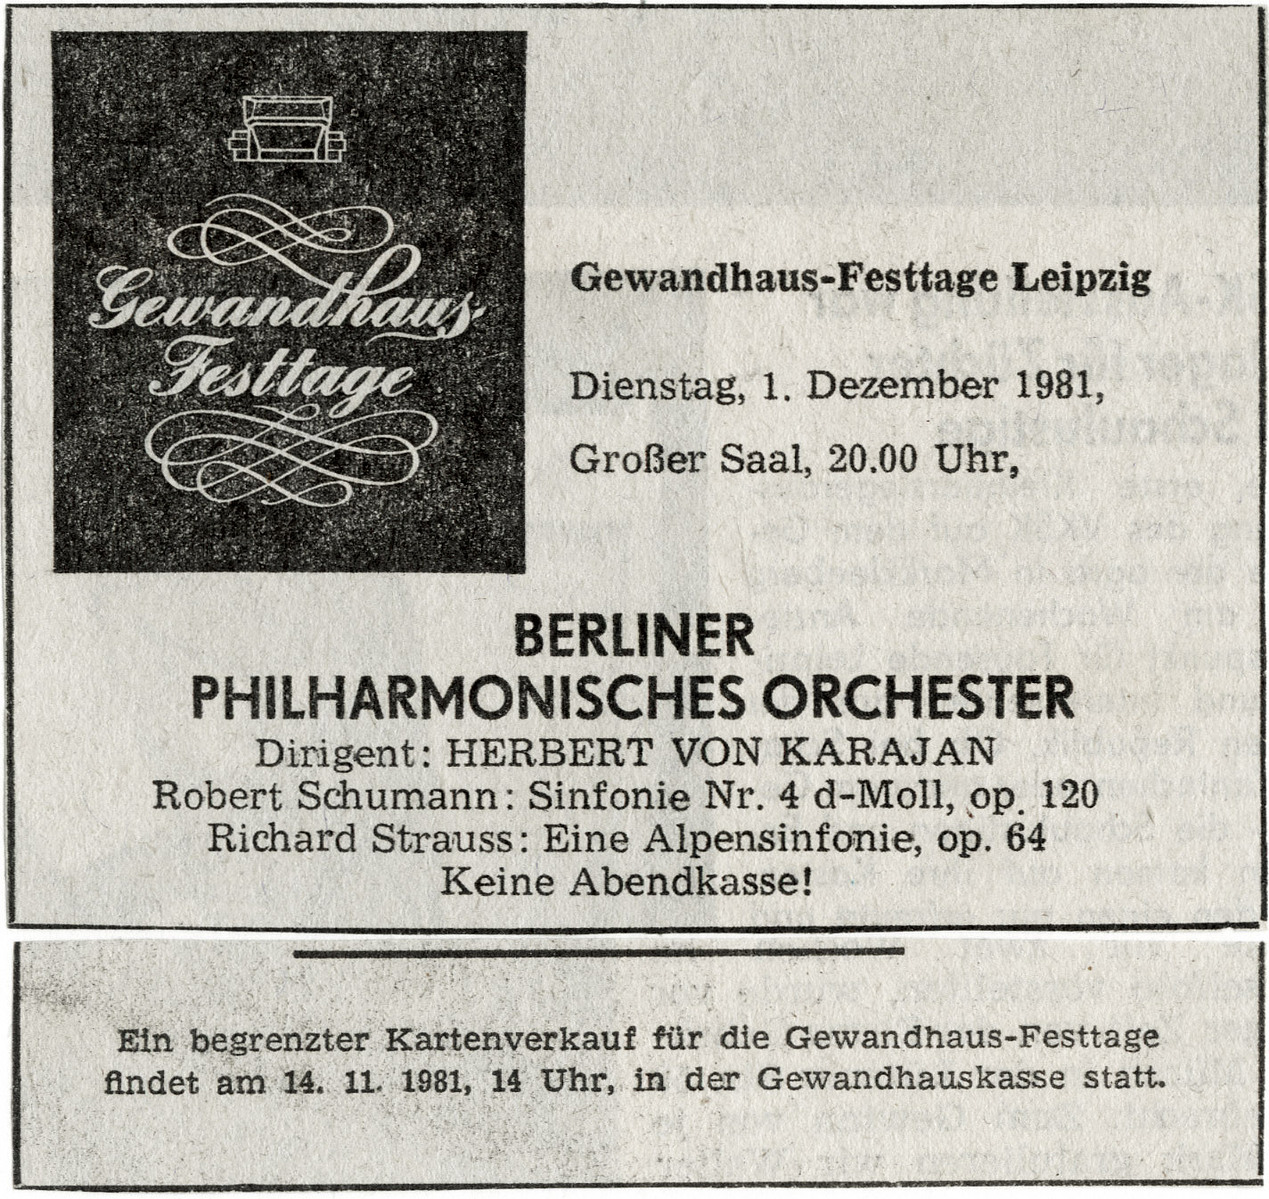 Gewandhaus-
Festtage
Gewandhaus-Festtage Leipzig
Dienstag, 1. Dezember 1981,
Großer Saal, 20.00 Uhr,
BERLINER
PHILHARMONISCHES ORCHESTER
Dirigent: HERBERT VON KARAJAN
Robert Schumann: Sinfonie Nr. 4 d-Moll, op. 120
Richard Strauss: Eine Alpensinfonie, op. 64
Keine Abendkasse!
Ein begrenzter Kartenverkauf für die Gewandhaus-Festtage
findet am 14. 11. 1981, 14 Uhr, in der Gewandhauskasse statt.